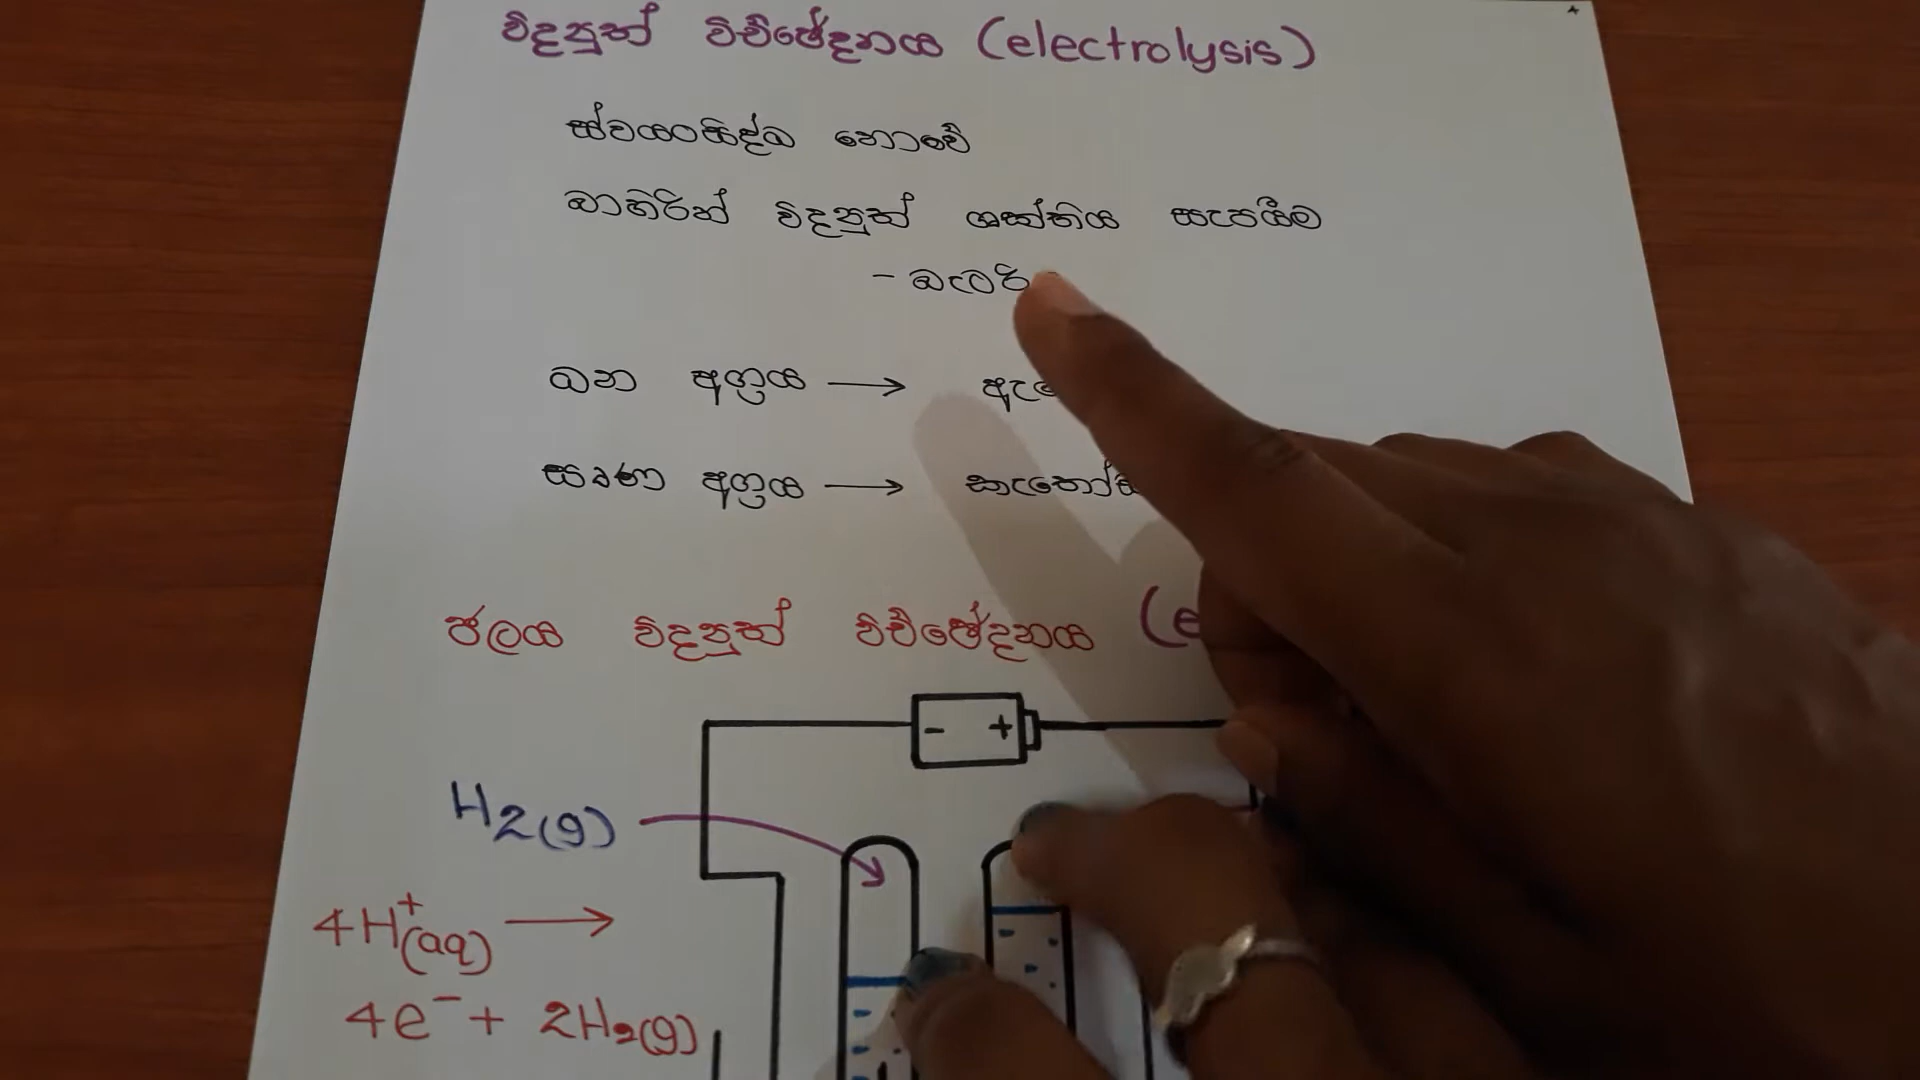 විද්‍යුත් විච්ඡේදනය (electrolysis)
ස්වයංසිද්ධ නොවේ
බාහිරින් විද්‍යුත් ශක්තිය සැපයීම
- බැටරි
ධන අග්‍රය →
සෘණ අග්‍රය →
ජලය විද්‍යුත් විච්ඡේදනය (e
- +
H2(g)
4H+(aq) →
4e- + 2H2(g)